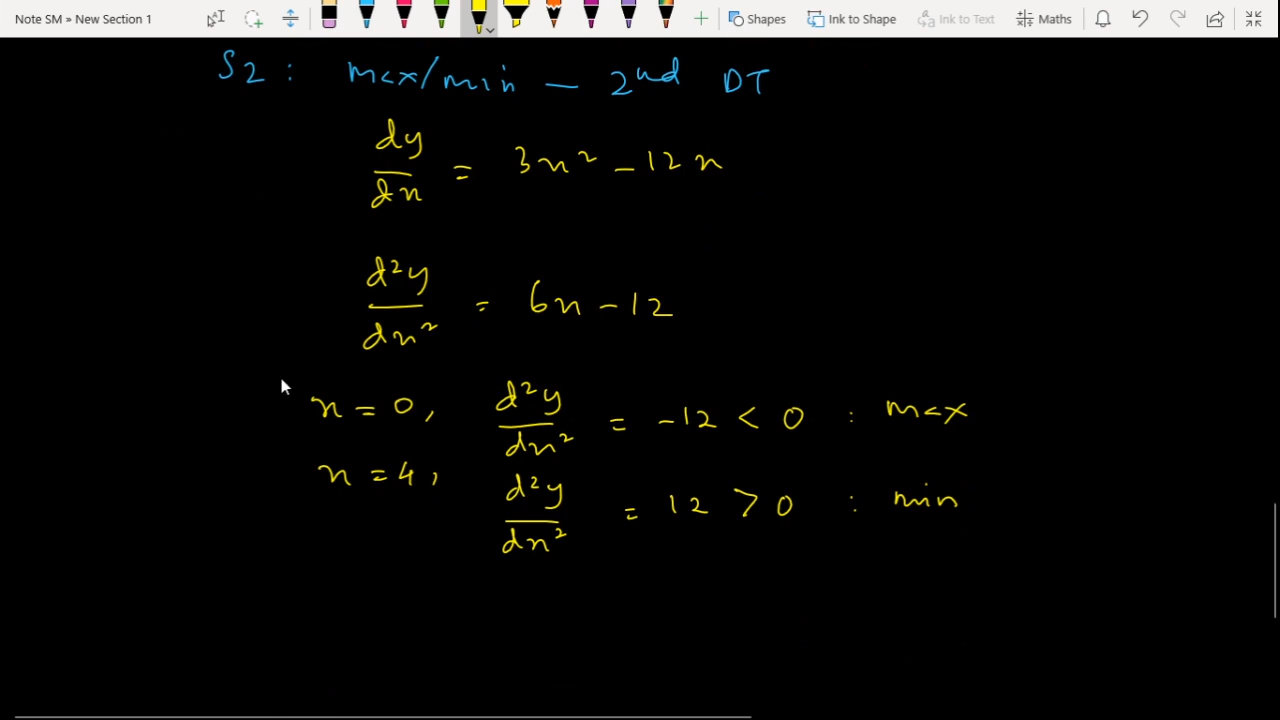 Note SM » New Section 1
Shapes Ink to Shape Ink to Text Maths
S2 : max/min — 2nd DT
dy/dx = 3x² - 12x
d²y/dx² = 6x - 12
x = 0, d²y/dx² = -12 < 0 : max
x = 4, d²y/dx² = 12 > 0 : min